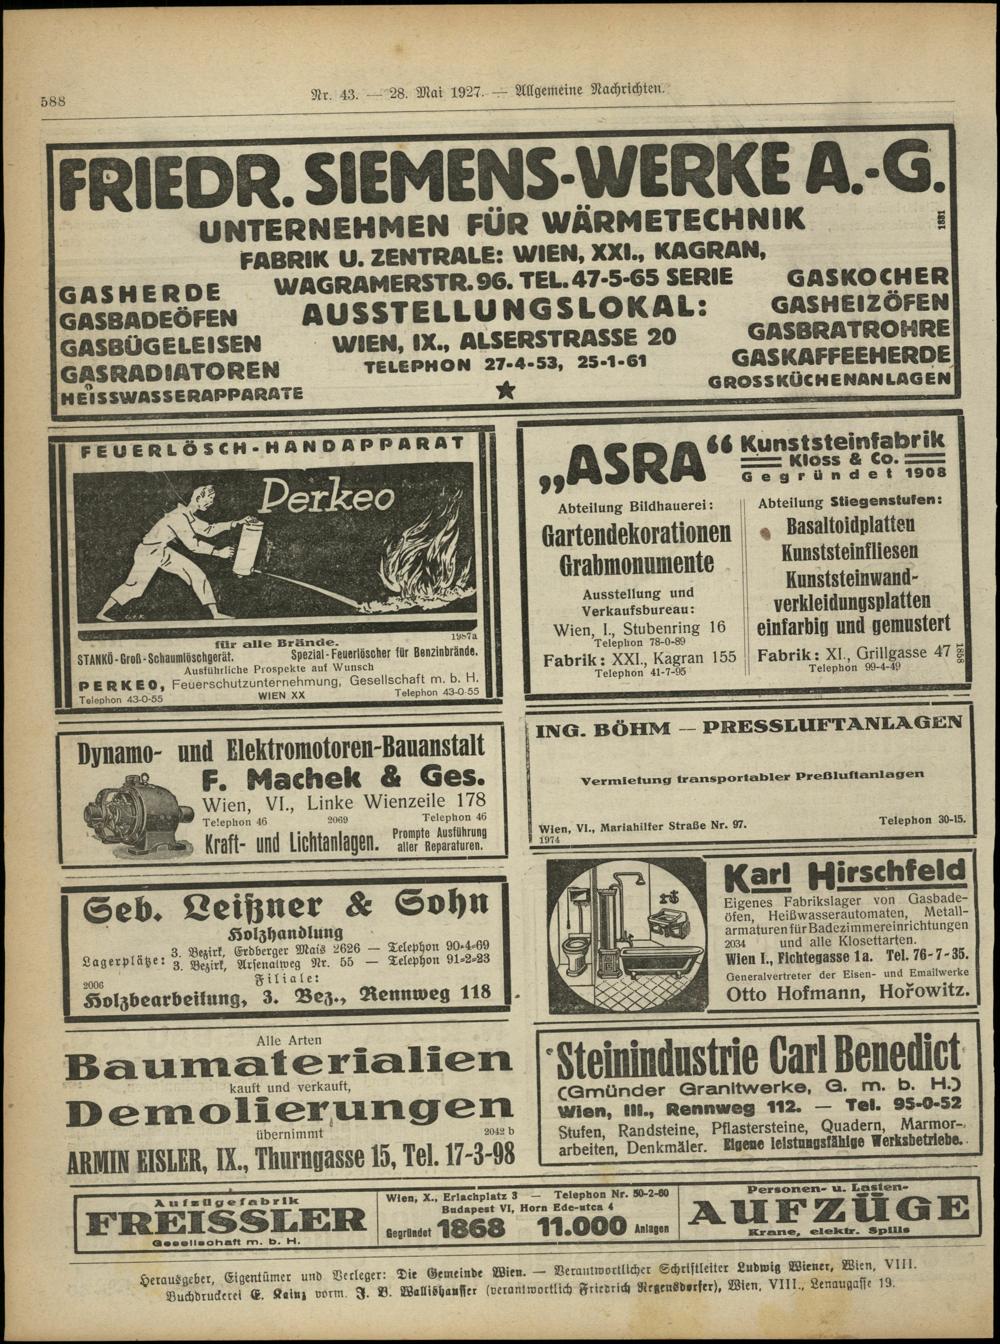 588
Nr. 43. — 28. Mai 1927. — Allgemeine Nachrichten.
FRIEDR. SIEMENS-WERKE A.-G.
UNTERNEHMEN FÜR WÄRMETECHNIK
1831
FABRIK U. ZENTRALE: WIEN, XXI., KAGRAN,
WAGRAMERSTR. 96. TEL. 47-5-65 SERIE
AUSSTELLUNGSLOKAL:
WIEN, IX., ALSERSTRASSE 20
TELEPHON 27-4-53, 25-1-61
GASHERDE
GASBADEÖFEN
GASBÜGELEISEN
GASRADIATOREN
HEISSWASSERAPPARATE
GASKOCHER
GASHEIZÖFEN
GASBRATROHRE
GASKAFFEEHERDE
GROSSKÜCHENANLAGEN
FEUERLÖSCH-HANDAPPARAT
Perkeo
für alle Brände.
1987a
STANKÖ-Groß-Schaumlöschgerät. Spezial-Feuerlöscher für Benzinbrände.
Ausführliche Prospekte auf Wunsch
PERKEO, Feuerschutzunternehmung, Gesellschaft m. b. H.
Telephon 43-0-55 WIEN XX Telephon 43-0-55
„ASRA“ Kunststeinfabrik
Kloss & Co.
Gegründet 1908
Abteilung Bildhauerei:
Gartendekorationen
Grabmonumente
Ausstellung und
Verkaufsbureau:
Wien, I., Stubenring 16
Telephon 78-0-89
Fabrik: XXI., Kagran 155
Telephon 41-7-95
Abteilung Stiegenstufen:
Basaltoidplatten
Kunststeinfliesen
Kunststeinwand-
verkleidungsplatten
einfarbig und gemustert
Fabrik: XI., Grillgasse 47
Telephon 99-4-49
1858
Dynamo- und Elektromotoren-Bauanstalt
F. Machek & Ges.
Wien, VI., Linke Wienzeile 178
Telephon 46 2069 Telephon 46
Kraft- und Lichtanlagen. Prompte Ausführung
aller Reparaturen.
ING. BÖHM — PRESSLUFTANLAGEN
Vermietung transportabler Preßluftanlagen
Wien, VI., Mariahilfer Straße Nr. 97. Telephon 30-15.
1974
Seb. Leißner & Sohn
Holzhandlung
Lagerplätze: 3. Bezirk, Erdberger Mais 2626 — Telephon 90-4-69
3. Bezirk, Arsenalweg Nr. 55 — Telephon 91-2-23
2006
Filiale:
Holzbearbeitung, 3. Bez., Rennweg 118
Karl Hirschfeld
Eigenes Fabrikslager von Gasbade-
öfen, Heißwasserautomaten, Metall-
armaturen für Badezimmereinrichtungen
2034 und alle Klosettarten.
Wien I., Fichtegasse 1a. Tel. 76-7-35.
Generalvertreter der Eisen- und Emailwerke
Otto Hofmann, Hořowitz.
Alle Arten
Baumaterialien
kauft und verkauft,
Demolierungen
übernimmt 2042 b
ARMIN EISLER, IX., Thurngasse 15, Tel. 17-3-98
Steinindustrie Carl Benedict
(Gmünder Granitwerke, G. m. b. H.)
Wien, III., Rennweg 112. — Tel. 95-0-52
Stufen, Randsteine, Pflastersteine, Quadern, Marmor-
arbeiten, Denkmäler. Eigene leistungsfähige Werksbetriebe.
Aufzügefabrik
FREISSLER
Gesellschaft m. b. H.
Wien, X., Erlachplatz 3 — Telephon Nr. 50-2-60
Budapest VI, Horn Ede-utca 4
Gegründet 1868 11.000 Anlagen
Personen- u. Lasten-
AUFZÜGE
Krane, elektr. Spills
Herausgeber, Eigentümer und Verleger: Die Gemeinde Wien. — Verantwortlicher Schriftleiter Ludwig Wiener, Wien, VIII.
Buchdruckerei E. Kainz vorm. J. B. Wallishausser (verantwortlich Friedrich Regensdorfer), Wien, VIII., Lenaugasse 19.